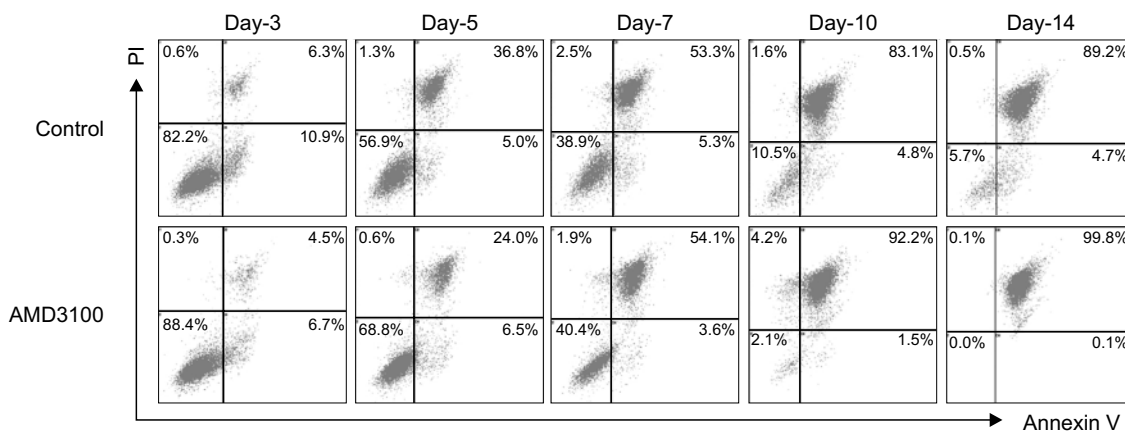 Day-3 Day-5 Day-7 Day-10 Day-14
PI
Control
0.6% 6.3% 1.3% 36.8% 2.5% 53.3% 1.6% 83.1% 0.5% 89.2%
82.2% 10.9% 56.9% 5.0% 38.9% 5.3% 10.5% 4.8% 5.7% 4.7%
AMD3100
0.3% 4.5% 0.6% 24.0% 1.9% 54.1% 4.2% 92.2% 0.1% 99.8%
88.4% 6.7% 68.8% 6.5% 40.4% 3.6% 2.1% 1.5% 0.0% 0.1%
Annexin V